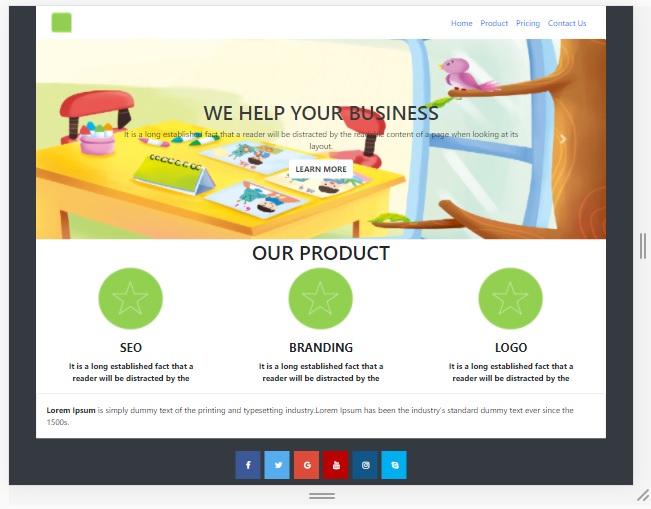 Home Product Pricing Contact Us
WE HELP YOUR BUSINESS
It is a long established fact that a reader will be distracted by the readable content of a page when looking at its
layout.
LEARN MORE
OUR PRODUCT
SEO BRANDING LOGO
It is a long established fact that a It is a long established fact that a It is a long established fact that a
reader will be distracted by the reader will be distracted by the reader will be distracted by the
Lorem Ipsum is simply dummy text of the printing and typesetting industry.Lorem Ipsum has been the industry's standard dummy text ever since the
1500s.